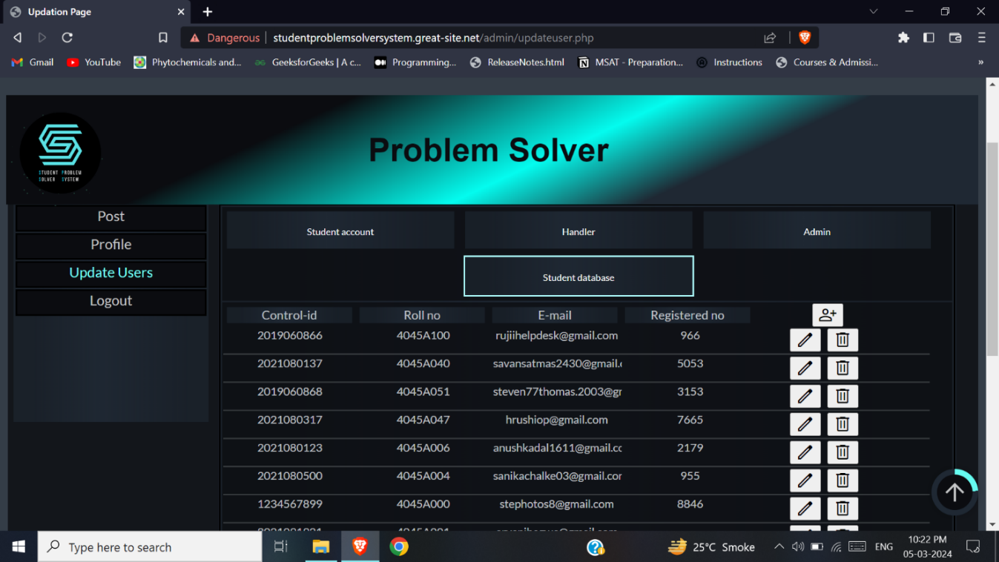 Updation Page
Dangerous studentproblemsolversystem.great-site.net/admin/updateuser.php
Gmail YouTube Phytochemicals and... GeeksforGeeks | A c... Programming... ReleaseNotes.html MSAT - Preparation... Instructions Courses & Admissi... »
STUDENT PROBLEM
SOLVER SYSTEM
Problem Solver
Post
Profile
Update Users
Logout
Student account Handler Admin
Student database
Control-id Roll no E-mail Registered no
2019060866 4045A100 rujiihelpdesk@gmail.com 966
2021080137 4045A040 savansatmas2430@gmail. 5053
2019060868 4045A051 steven77thomas.2003@g 3153
2021080317 4045A047 hrushiop@gmail.com 7665
2021080123 4045A006 anushkadal1611@gmail.cc 2179
2021080500 4045A004 sanikachalke03@gmail.cor 955
1234567899 4045A000 stephotos8@gmail.com 8846
Type here to search
25°C Smoke
ENG
10:22 PM
05-03-2024